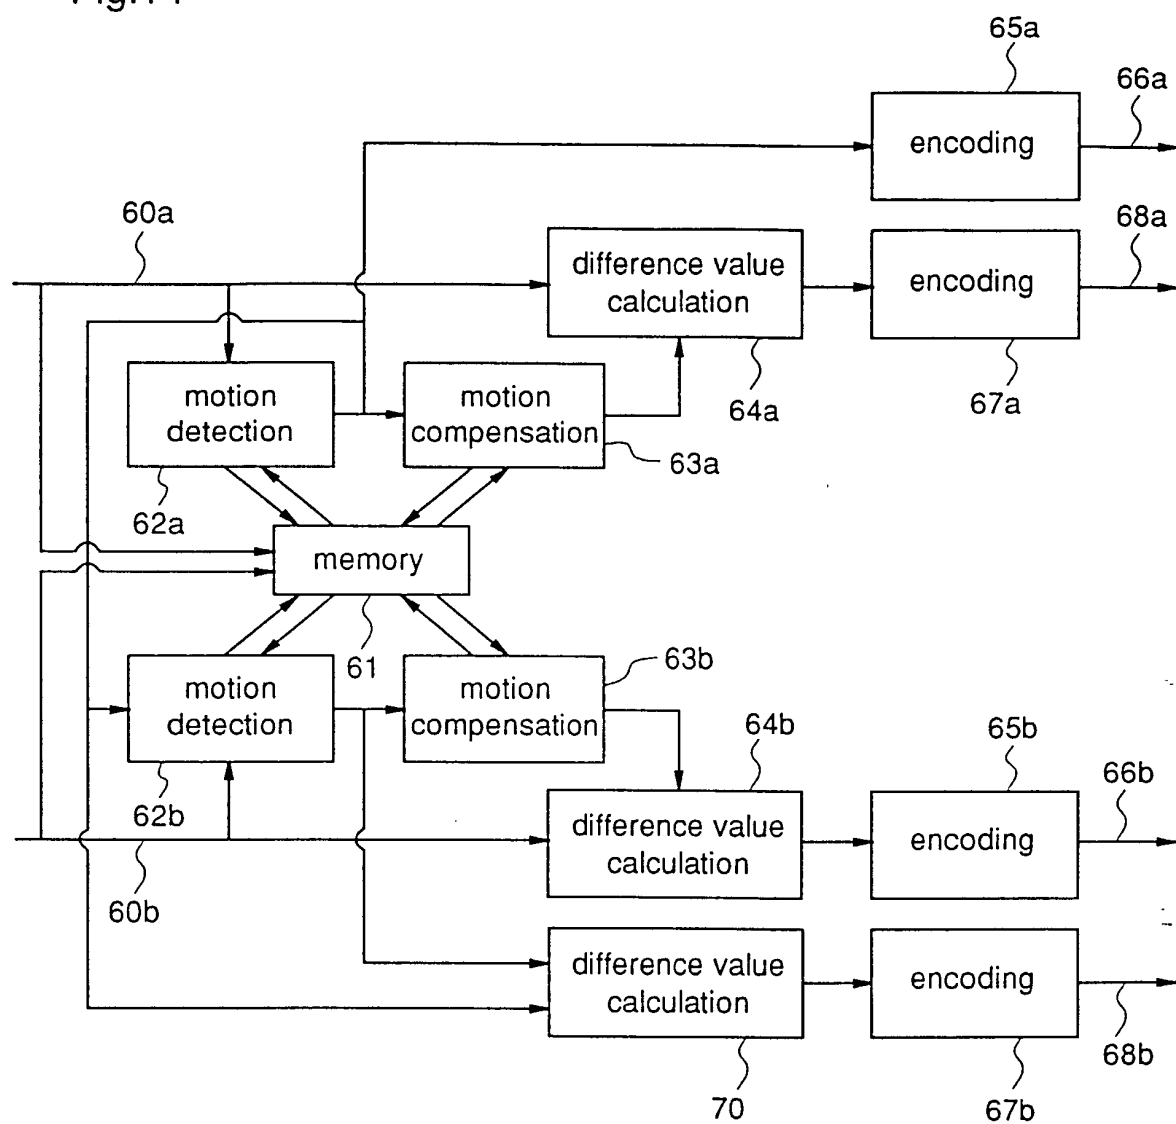 65a
66a
encoding
60a
68a
difference value
calculation
encoding
motion
detection
motion
compensation
64a
67a
63a
62a
memory
61
63b
motion
detection
motion
compensation
64b
65b
66b
62b
difference value
calculation
encoding
60b
difference value
calculation
encoding
68b
70
67b